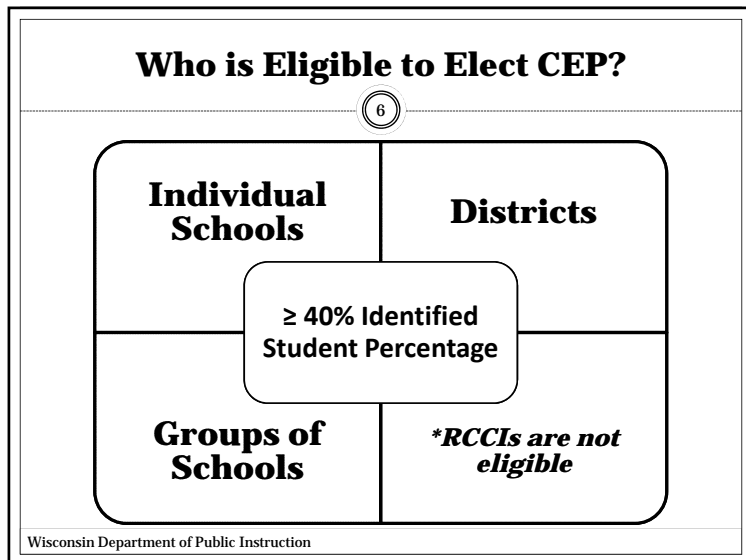 Who is Eligible to Elect CEP?
6
Individual
Schools
Districts
≥ 40% Identified
Student Percentage
Groups of
Schools
*RCCIs are not
eligible
Wisconsin Department of Public Instruction